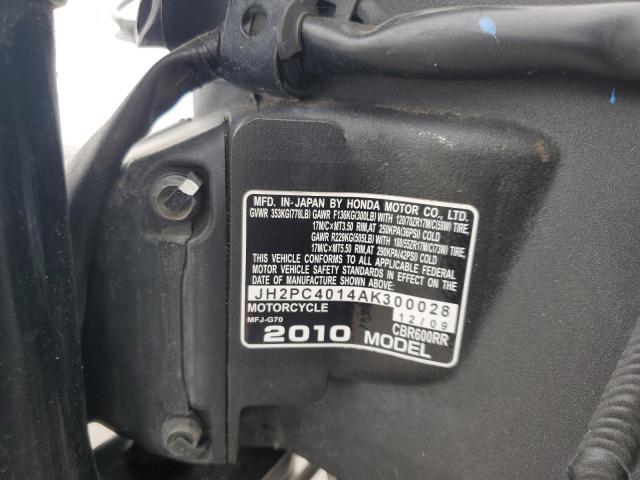 MFD. IN-JAPAN BY HONDA MOTOR CO., LTD.
GVWR 353KG(778LB) GAWR F136KG(300LB) WITH 120/70ZR17M/C(58W) TIRE,
17M/C×MT3.50 RIM,AT 250KPA(36PSI) COLD
GAWR R229KG(505LB) WITH 180/55ZR17M/C(73W) TIRE,
17M/C×MT5.50 RIM,AT 290KPA(42PSI) COLD
THIS VEHICLE CONFORMS TO ALL APPLICABLE
MOTOR VEHICLE SAFETY STANDARDS IN EFFECT ON THE
DATE OF MANUFACTURE SHOWN ABOVE.
JH2PC4014AK300028
MOTORCYCLE 12/09
MFJ-G70 CBR600RR
2010 MODEL